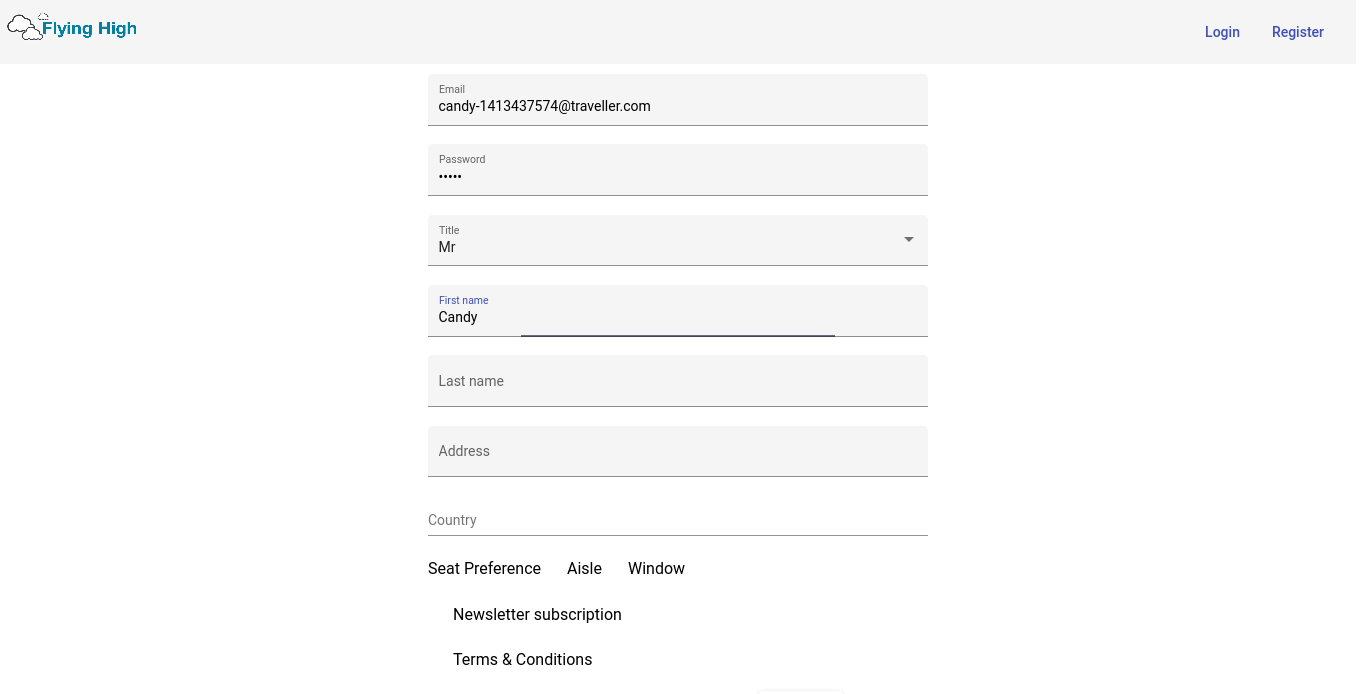 Flying High
Login
Register
Email
candy-1413437574@traveller.com
Password
•••••
Title
Mr
First name
Candy
Last name
Address
Country
Seat Preference Aisle Window
Newsletter subscription
Terms & Conditions